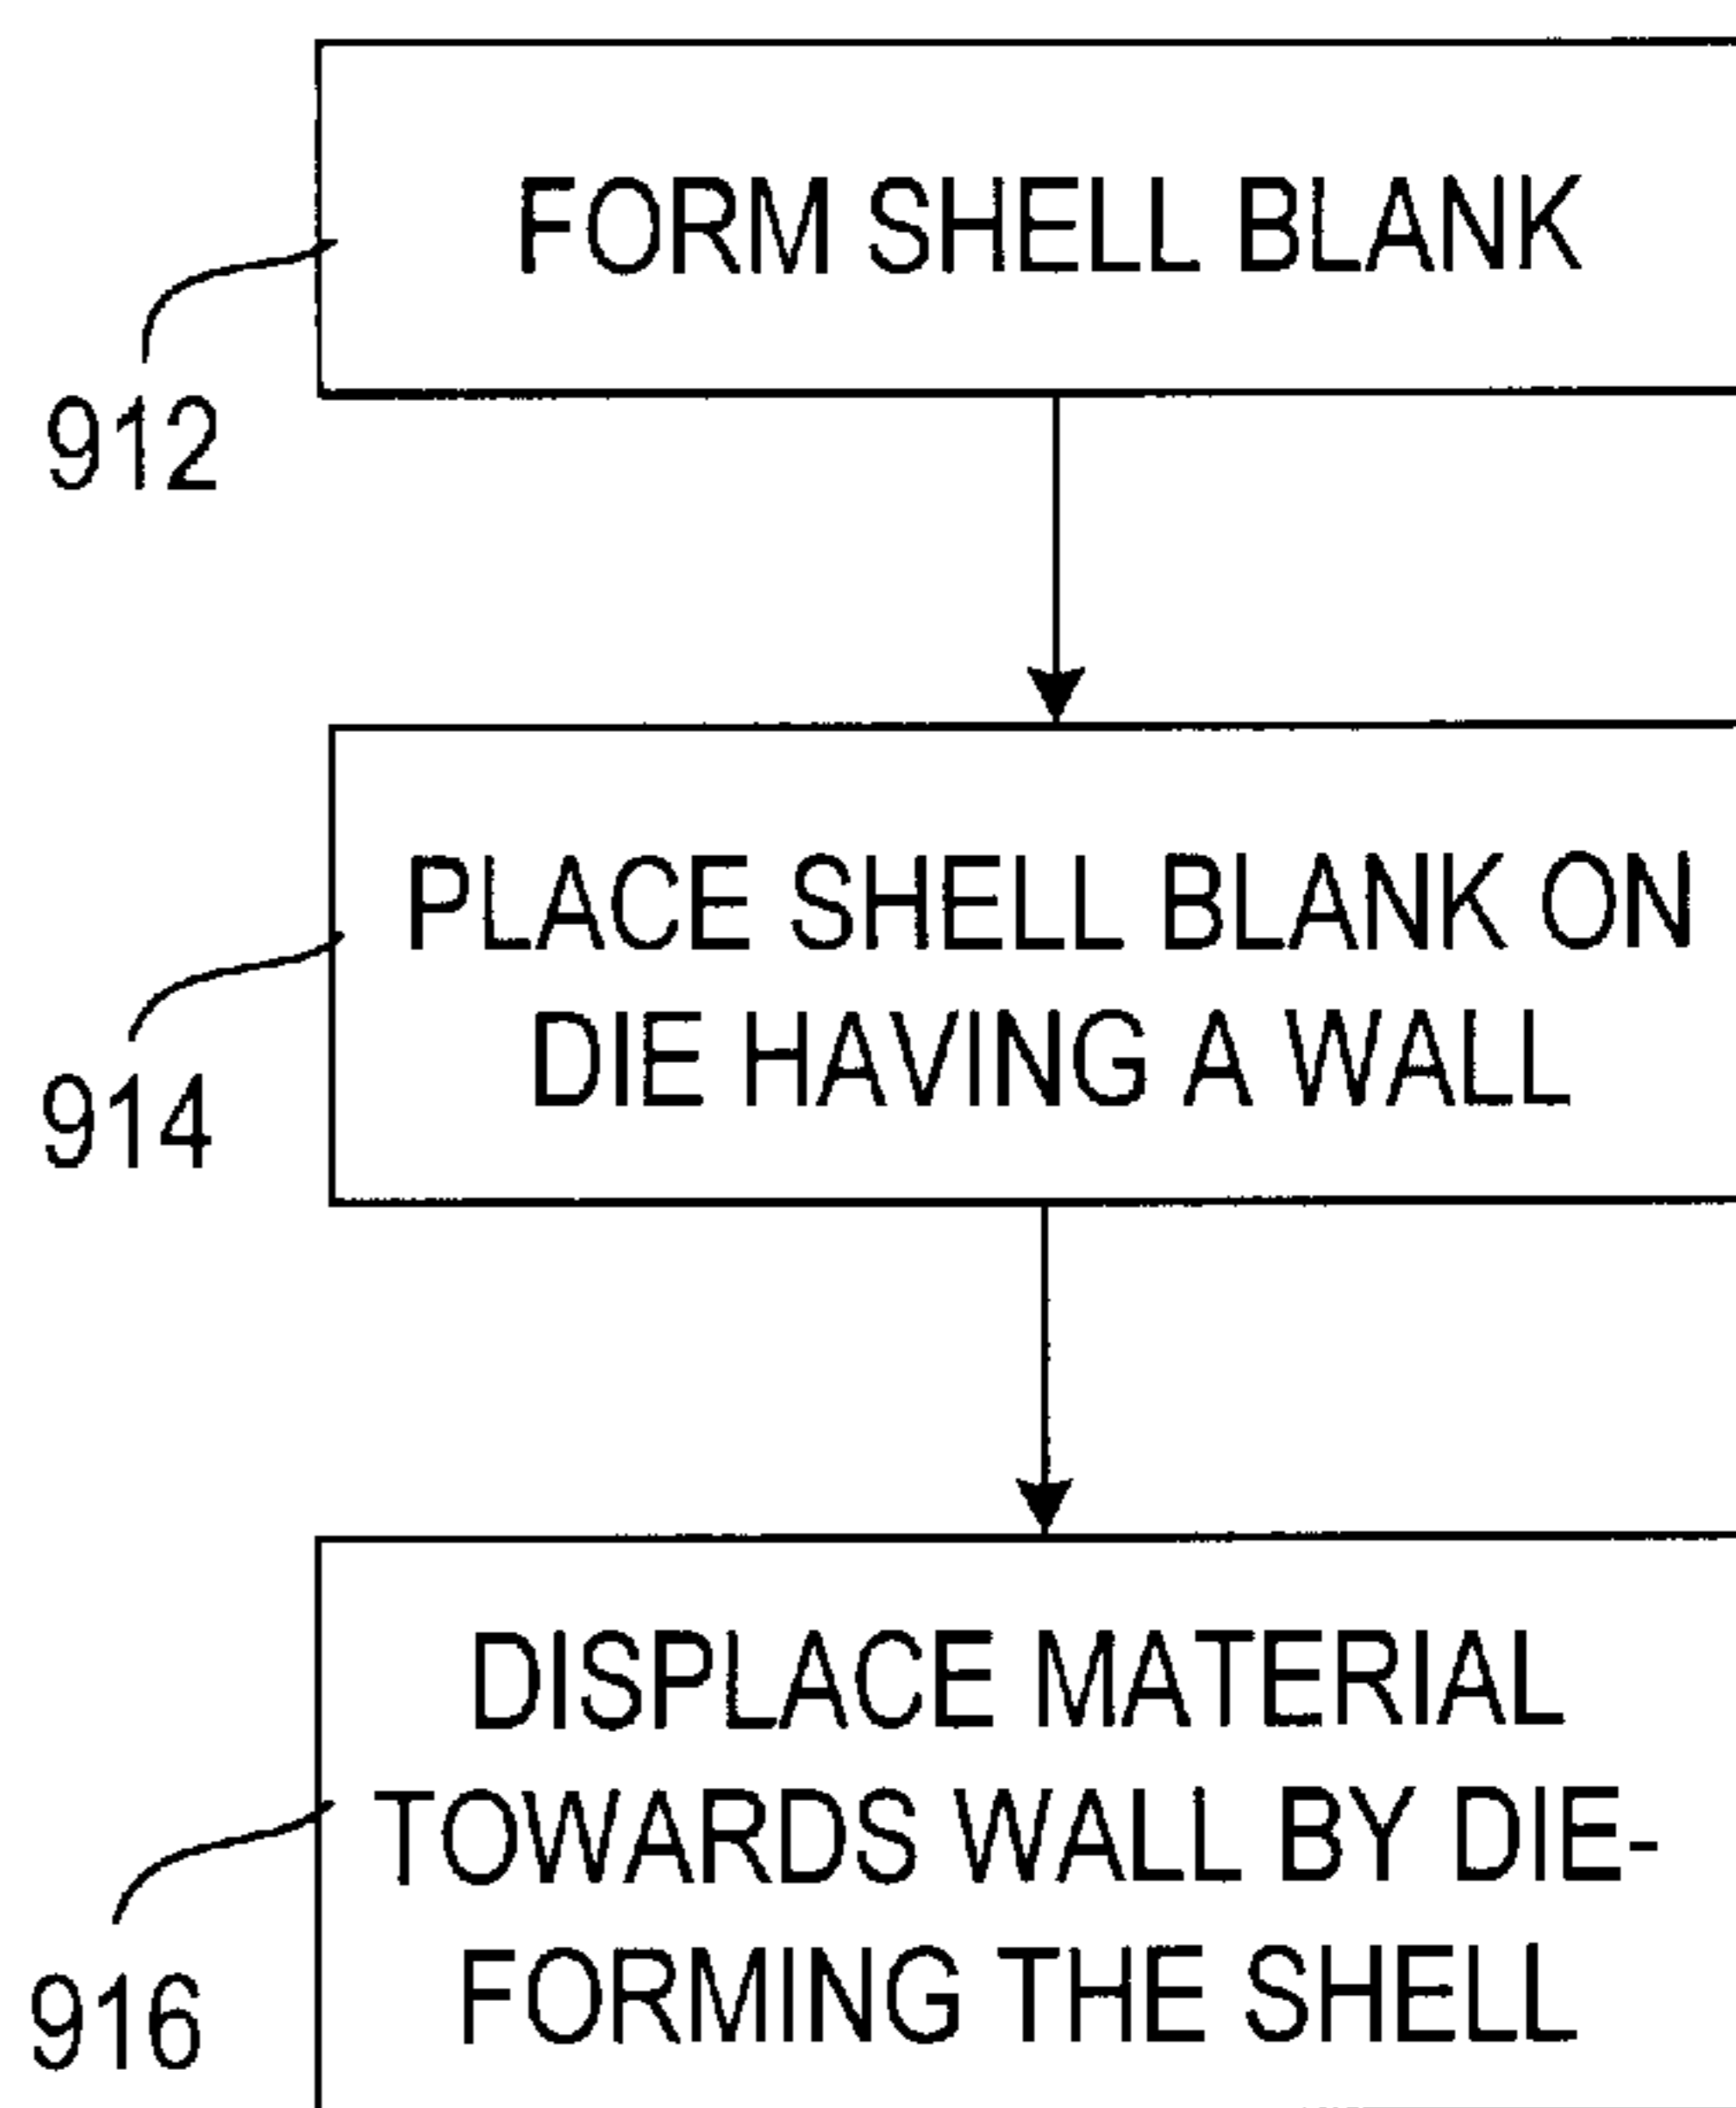 FORM SHELL BLANK
912
PLACE SHELL BLANK ON
DIE HAVING A WALL
914
DISPLACE MATERIAL
TOWARDS WALL BY DIE-
FORMING THE SHELL
916